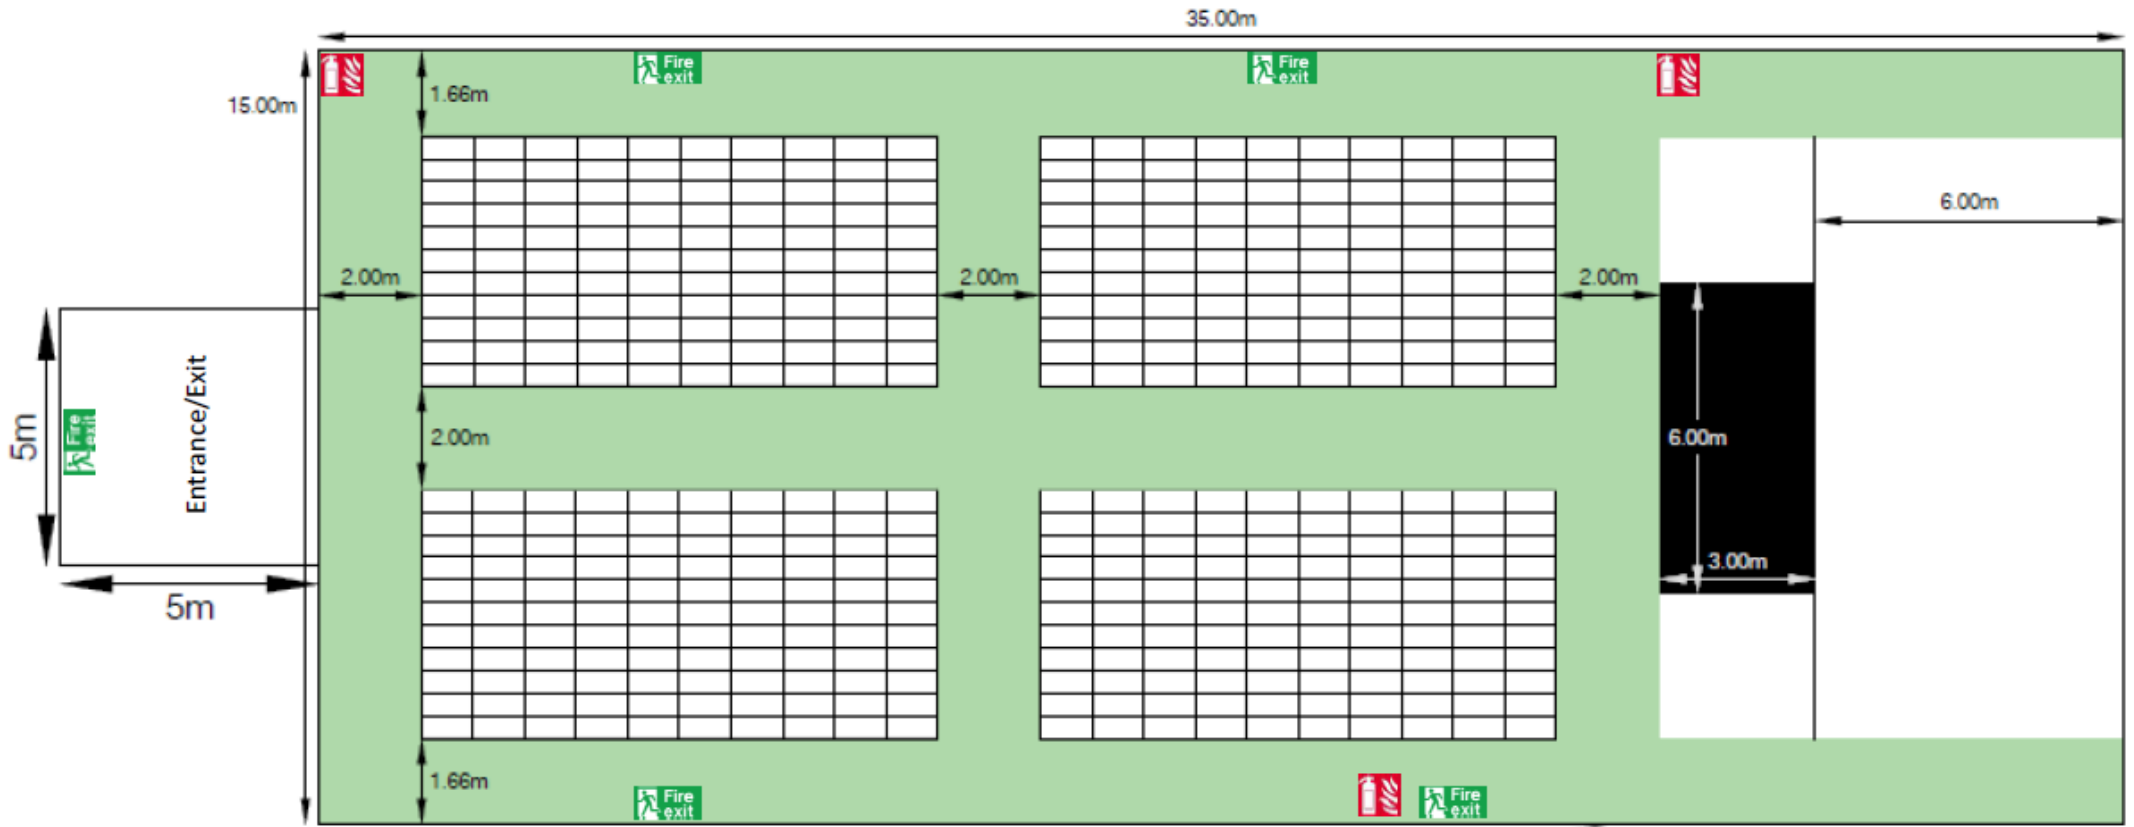 35.00m
Fire
exit
Fire
exit
15.00m
1.66m
6.00m
2.00m
2.00m
2.00m
5m
Fire
exit
Entrance/Exit
2.00m
6.00m
3.00m
5m
1.66m
Fire
exit
Fire
exit